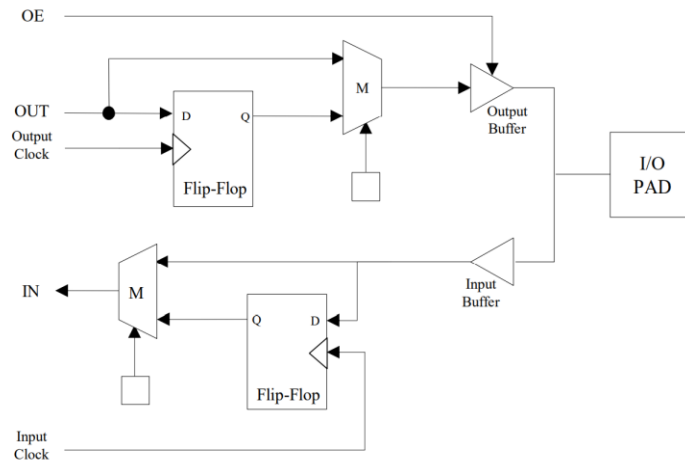 OE
OUT
Output
Clock
D
Q
Flip-Flop
M
Output
Buffer
I/O
PAD
IN
M
Q
D
Flip-Flop
Input
Buffer
Input
Clock